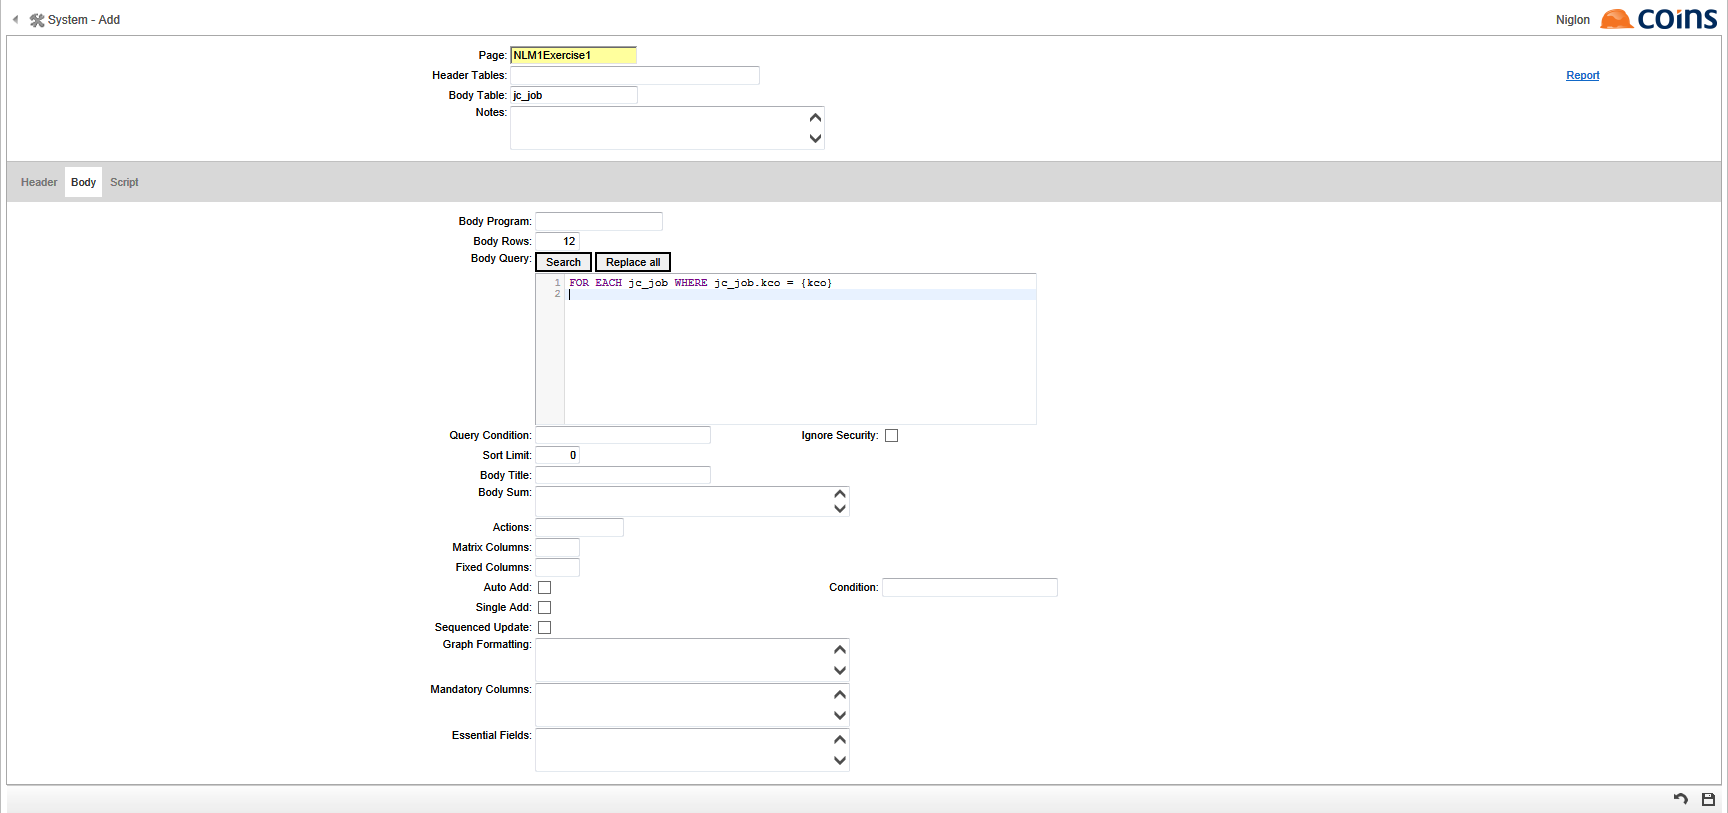 System - Add
Niglon
COINS
Page: NLM1Exercise1
Header Tables:
Report
Body Table: jc_job
Notes:
Header Body Script
Body Program:
Body Rows: 12
Body Query: Search Replace all
1 FOR EACH jc_job WHERE jc_job.kco = {kco}
2
Query Condition:
Ignore Security:
Sort Limit: 0
Body Title:
Body Sum:
Actions:
Matrix Columns:
Fixed Columns:
Auto Add:
Condition:
Single Add:
Sequenced Update:
Graph Formatting:
Mandatory Columns:
Essential Fields: